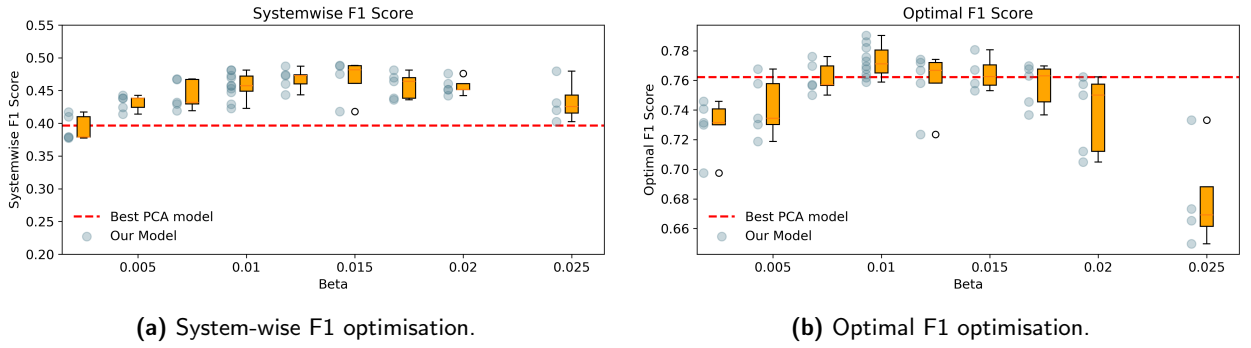 Systemwise F1 Score
Systemwise F1 Score
0.55
0.50
0.45
0.40
0.35
0.30
0.25
0.20
Best PCA model
Our Model
0.005 0.01 0.015 0.02 0.025
Beta
(a) System-wise F1 optimisation.
Optimal F1 Score
Optimal F1 Score
0.78
0.76
0.74
0.72
0.70
0.68
0.66
Best PCA model
Our Model
0.005 0.01 0.015 0.02 0.025
Beta
(b) Optimal F1 optimisation.